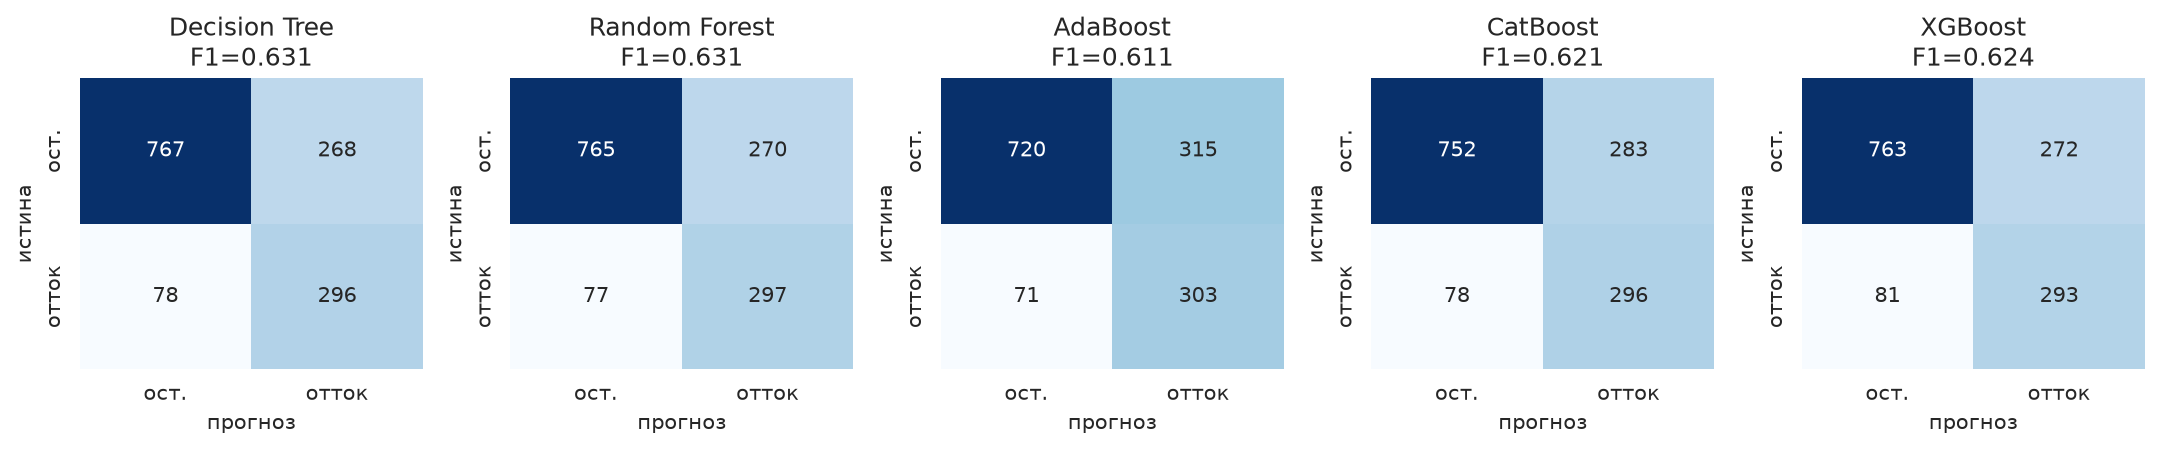 Decision Tree
F1=0.631
767
268
78
296
ост.
отток
истина
ост.
отток
прогноз
Random Forest
F1=0.631
765
270
77
297
ост.
отток
истина
ост.
отток
прогноз
AdaBoost
F1=0.611
720
315
71
303
ост.
отток
истина
ост.
отток
прогноз
CatBoost
F1=0.621
752
283
78
296
ост.
отток
истина
ост.
отток
прогноз
XGBoost
F1=0.624
763
272
81
293
ост.
отток
истина
ост.
отток
прогноз